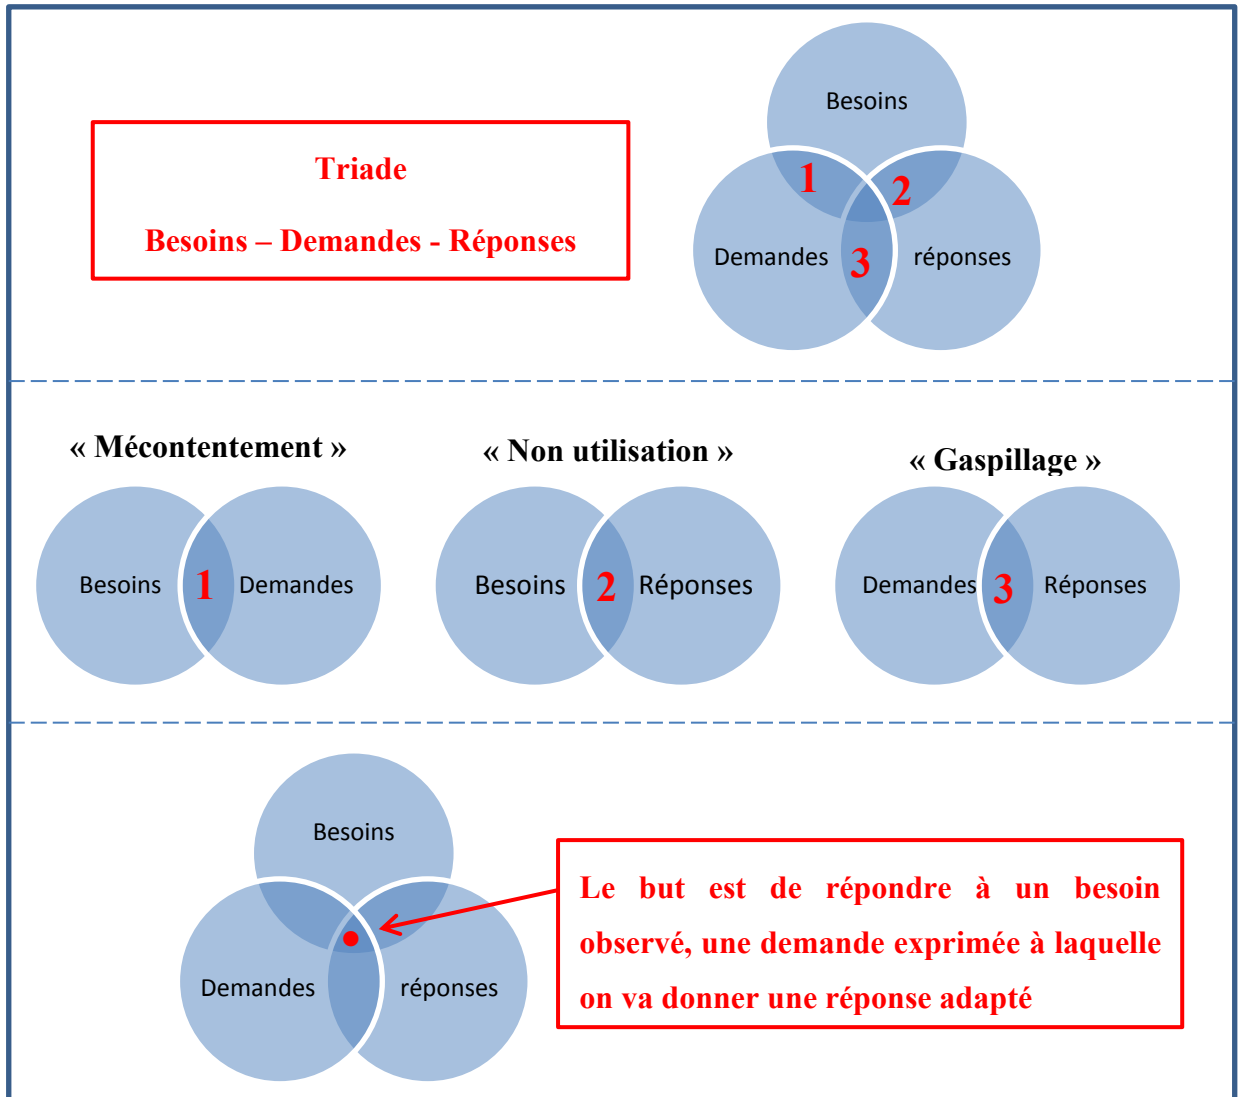 Triade
Besoins – Demandes - Réponses
Besoins
1
2
Demandes
3
réponses
« Mécontentement »
« Non utilisation »
« Gaspillage »
Besoins
1
Demandes
Besoins
2
Réponses
Demandes
3
Réponses
Besoins
Demandes
réponses
Le but est de répondre à un besoin
observé, une demande exprimée à laquelle
on va donner une réponse adapté